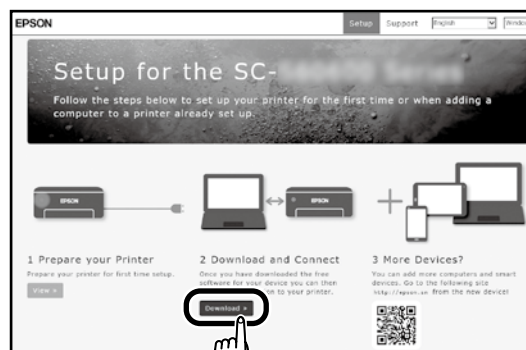 EPSON
Setup Support English Windo
Setup for the SC-
Follow the steps below to set up your printer for the first time or when adding a
computer to a printer already set up.
EPSON
EPSON
1 Prepare your Printer
Prepare your printer for first time setup.
View »
2 Download and Connect
Once you have downloaded the free
software for your device you can then
on to your printer.
Download »
3 More Devices?
You can add more computers and smart
devices. Go to the following site
http://epson.sn from the new device!